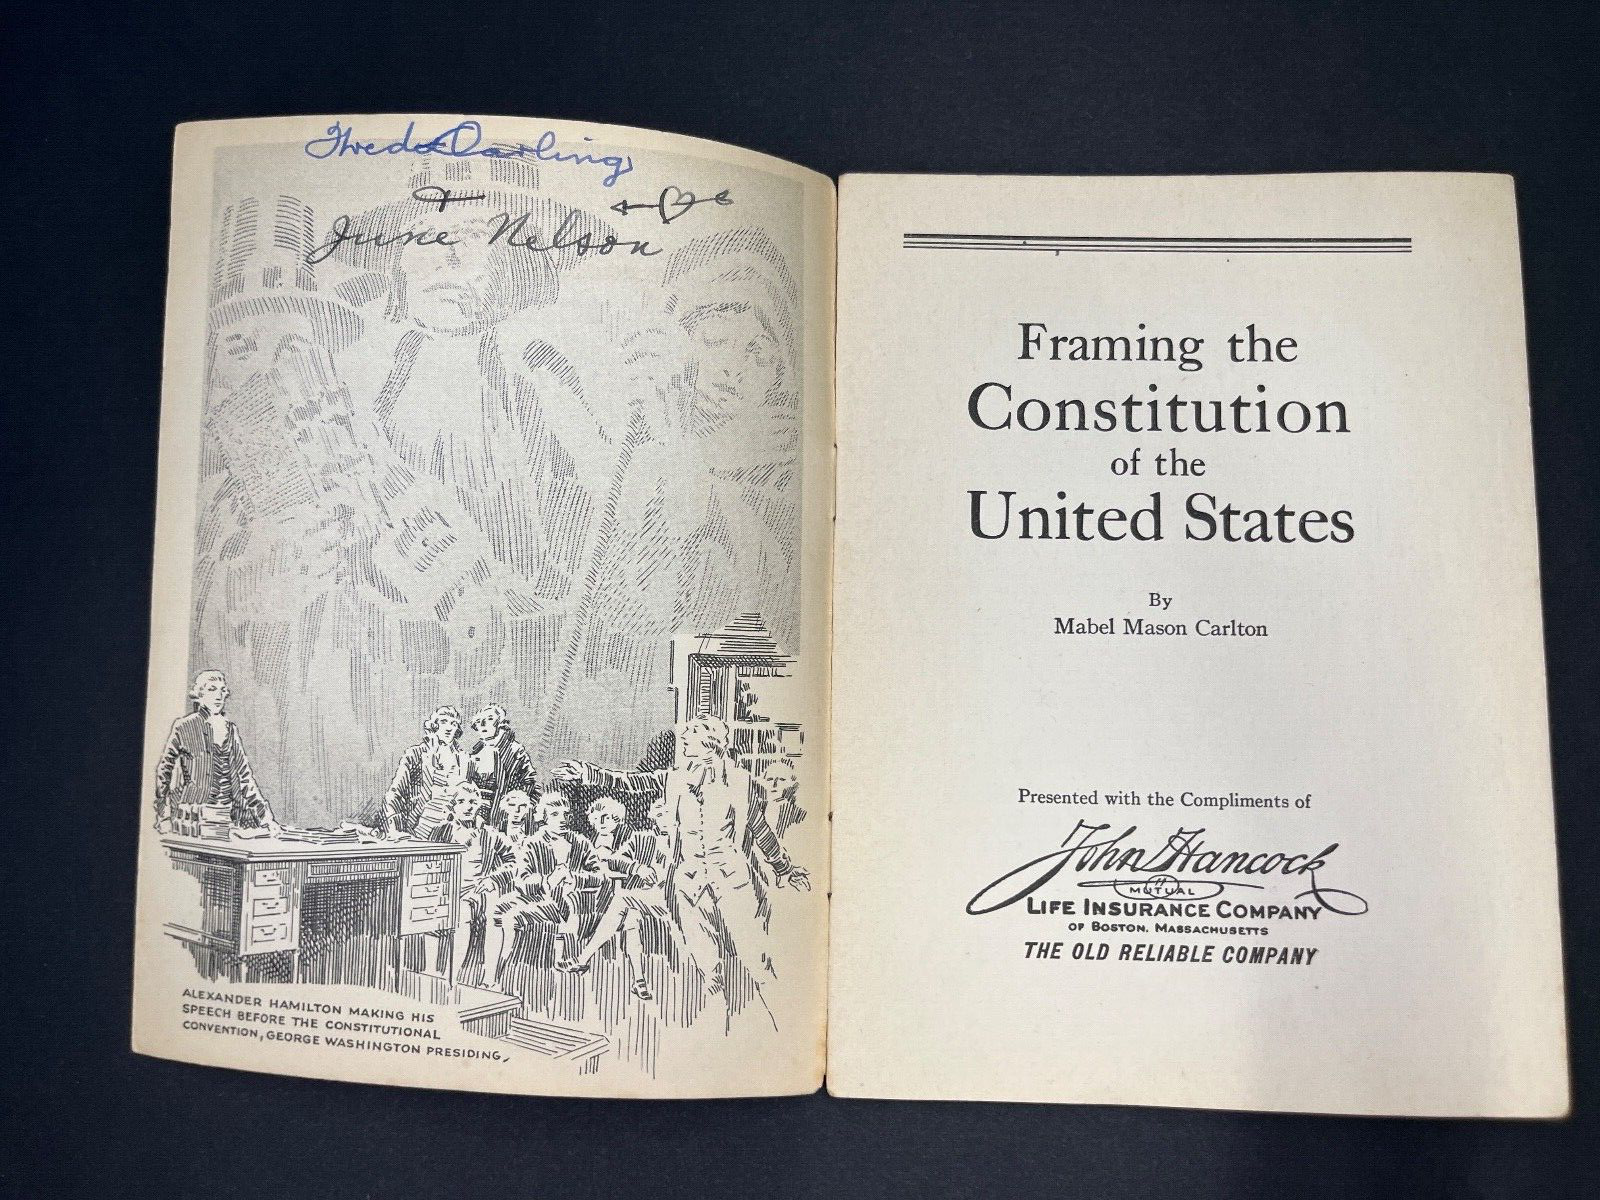 Darling
+
June Nelson
ALEXANDER HAMILTON MAKING HIS
SPEECH BEFORE THE CONSTITUTIONAL
CONVENTION, GEORGE WASHINGTON PRESIDING,
Framing the
Constitution
of the
United States
By
Mabel Mason Carlton
Presented with the Compliments of
John Hancock
MUTUAL
LIFE INSURANCE COMPANY
OF BOSTON, MASSACHUSETTS
THE OLD RELIABLE COMPANY